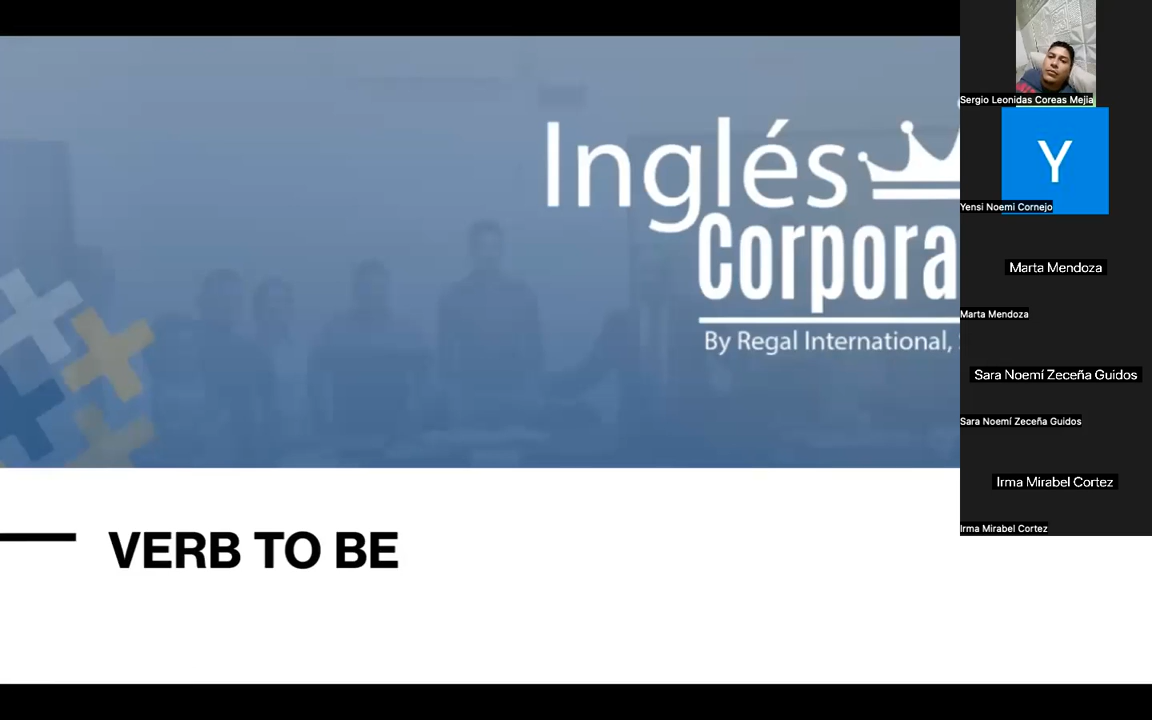 Inglés
Corpora
By Regal International,
VERB TO BE
Sergio Leonidas Coreas Mejia
Y
Yensi Noemi Cornejo
Marta Mendoza
Marta Mendoza
Sara Noemí Zeceña Guidos
Sara Noemí Zeceña Guidos
Irma Mirabel Cortez
Irma Mirabel Cortez